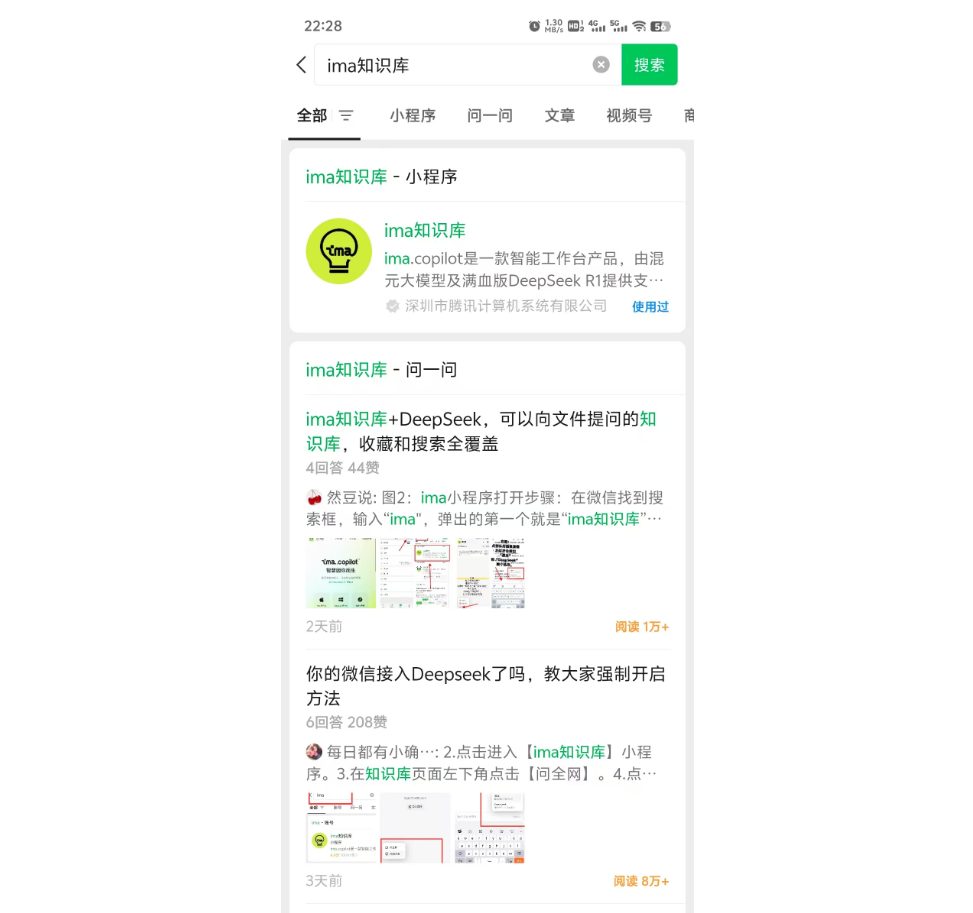 22:28
1.30 MB/s HD 4G 5G 56
ima知识库
搜索
全部 小程序 问一问 文章 视频号 商
ima知识库 - 小程序
ima
ima知识库
ima.copilot是一款智能工作台产品，由混
元大模型及满血版DeepSeek R1提供支…
深圳市腾讯计算机系统有限公司
使用过
ima知识库 - 问一问
ima知识库+DeepSeek，可以向文件提问的知
识库，收藏和搜索全覆盖
4回答 44赞
然豆说: 图2：ima小程序打开步骤：在微信找到搜
索框，输入“ima"，弹出的第一个就是“ima知识库”…
ima.copilot
2天前
阅读 1万+
你的微信接入Deepseek了吗，教大家强制开启
方法
6回答 208赞
每日都有小确…: 2.点击进入【ima知识库】小程
序。3.在知识库页面左下角点击【问全网】。4.点…
3天前
阅读 8万+